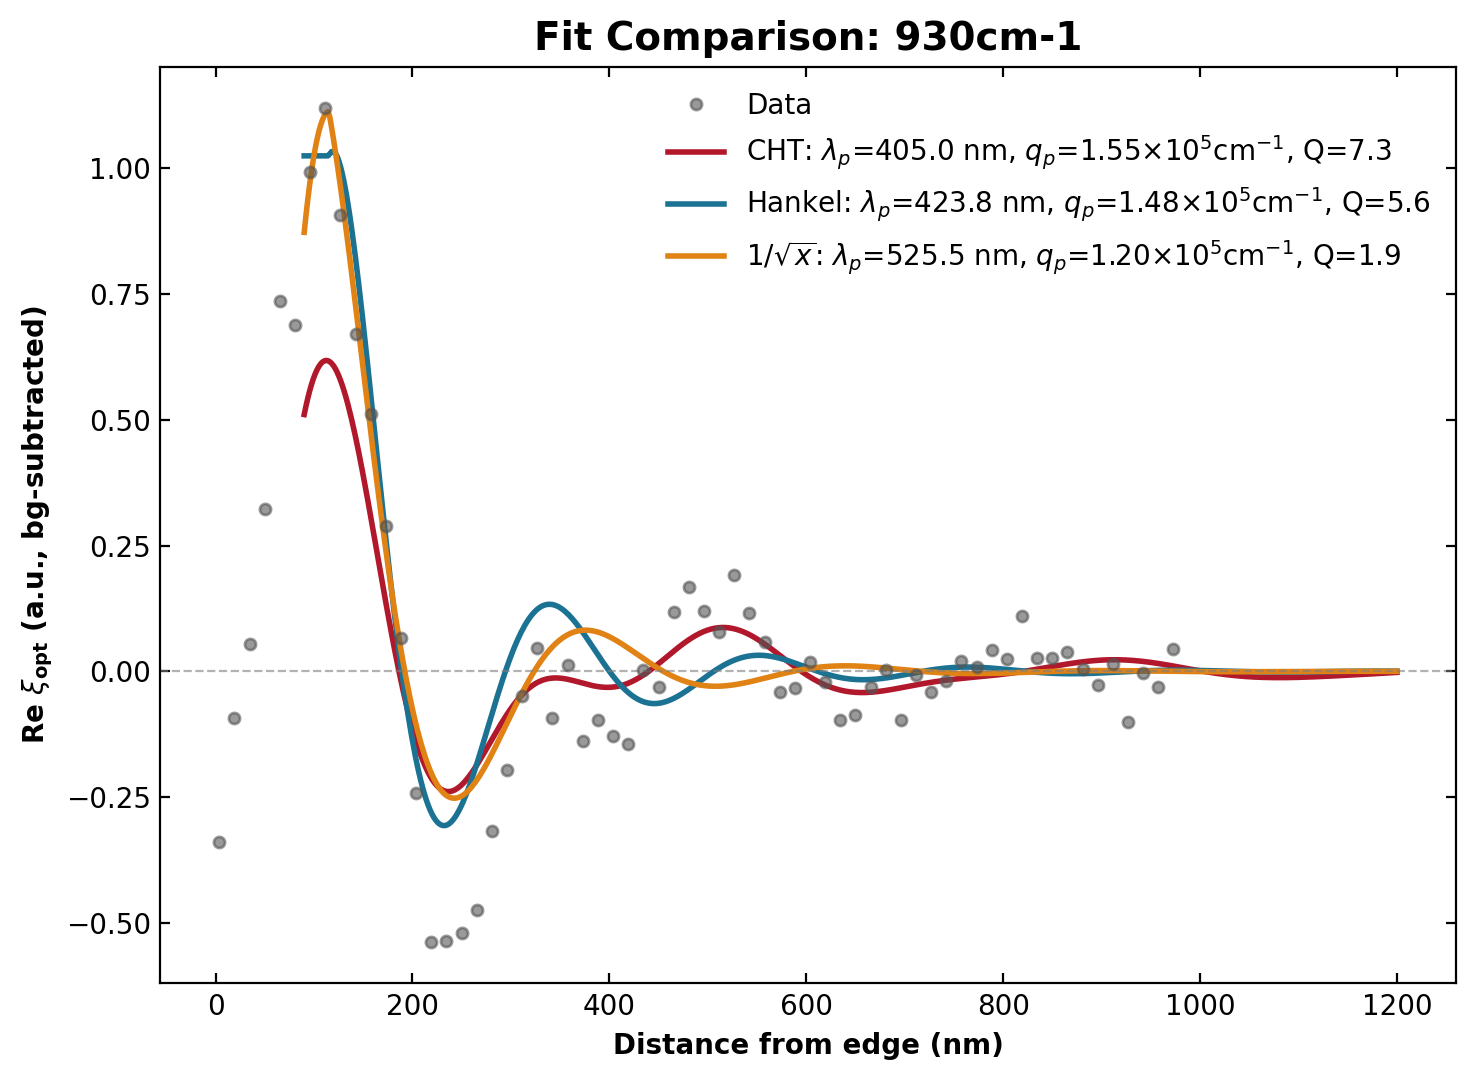 Fit Comparison: 930cm-1
Data
CHT: λp=405.0 nm, qp=1.55×10⁵cm⁻¹, Q=7.3
Hankel: λp=423.8 nm, qp=1.48×10⁵cm⁻¹, Q=5.6
1/√x: λp=525.5 nm, qp=1.20×10⁵cm⁻¹, Q=1.9
Re ξopt (a.u., bg-subtracted)
1.00
0.75
0.50
0.25
0.00
−0.25
−0.50
0 200 400 600 800 1000 1200
Distance from edge (nm)